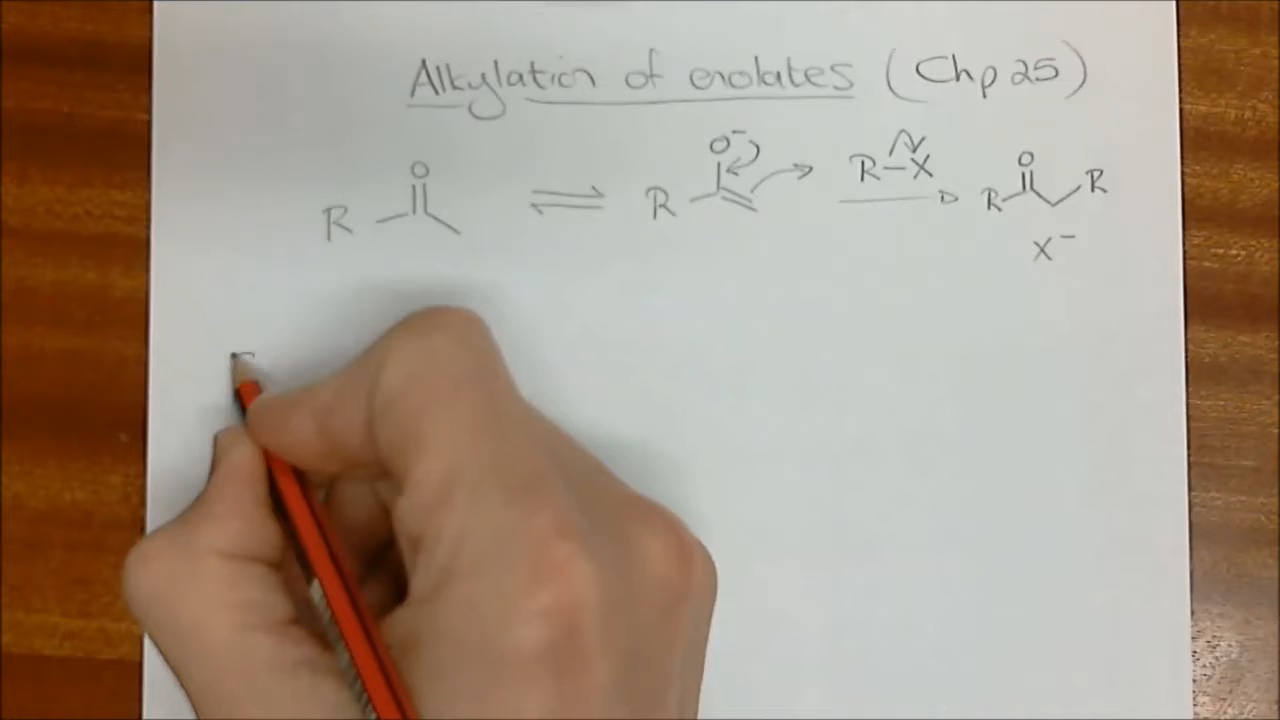 Alkylation of enolates (Chp 25)
O O⁻ R-X O
R R R R
X⁻